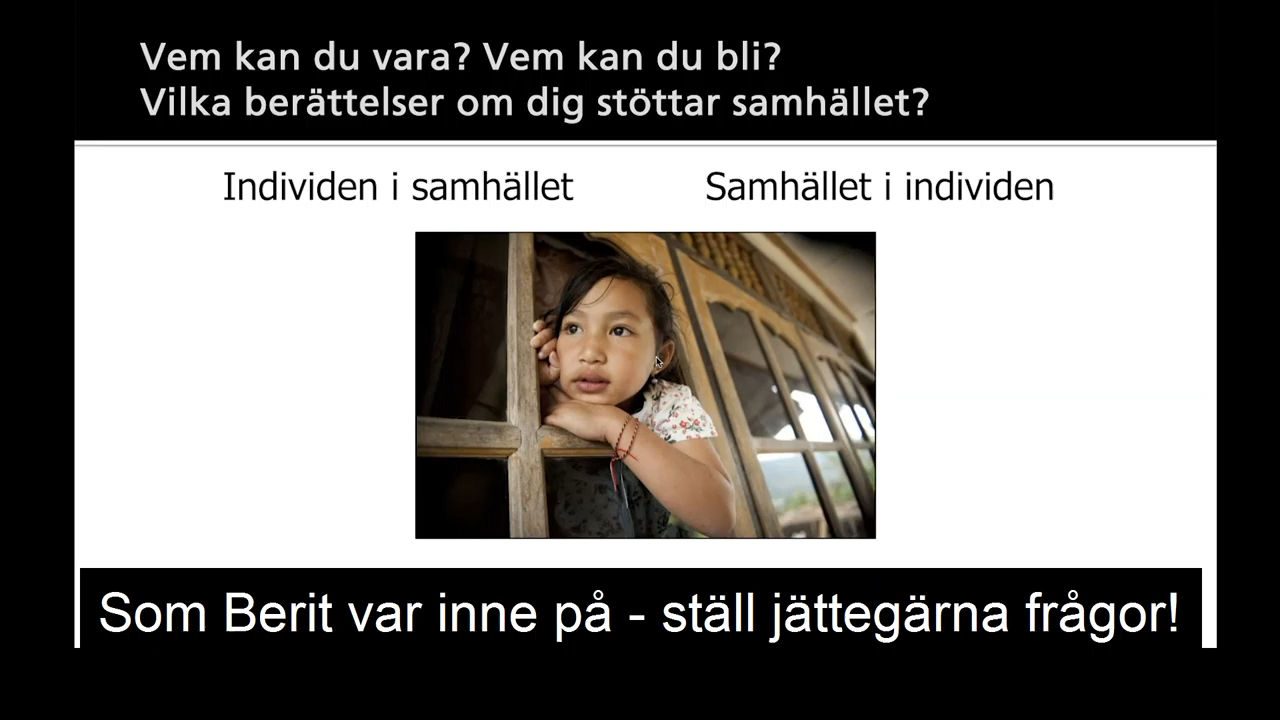 Vem kan du vara? Vem kan du bli?
Vilka berättelser om dig stöttar samhället?
Individen i samhället
Samhället i individen
Som Berit var inne på - ställ jättegärna frågor!